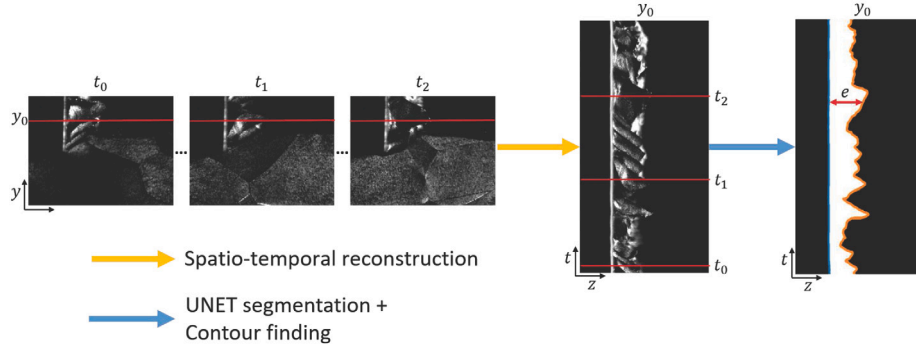 t₀ t₁ t₂
y₀
... ...
y
Spatio-temporal reconstruction
UNET segmentation +
Contour finding
y₀
t₂
t₁
t₀
t
z
y₀
e
t
z